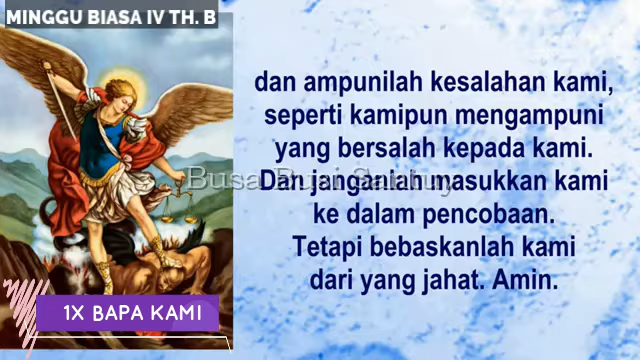 MINGGU BIASA IV TH. B
dan ampunilah kesalahan kami,
seperti kamipun mengampuni
yang bersalah kepada kami.
Dan janganlah masukkan kami
ke dalam pencobaan.
Tetapi bebaskanlah kami
dari yang jahat. Amin.
1X BAPA KAMI